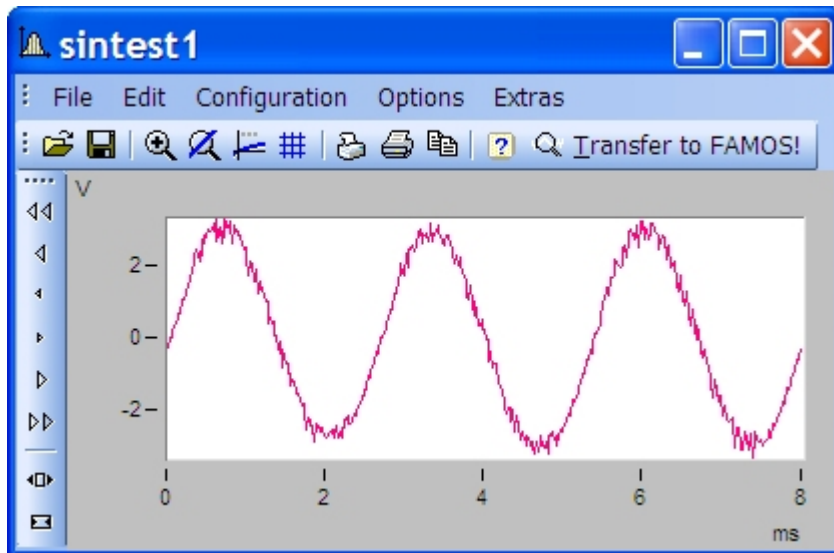 sintest1
File Edit Configuration Options Extras
? Transfer to FAMOS!
V
2
0
-2
0 2 4 6 8
ms